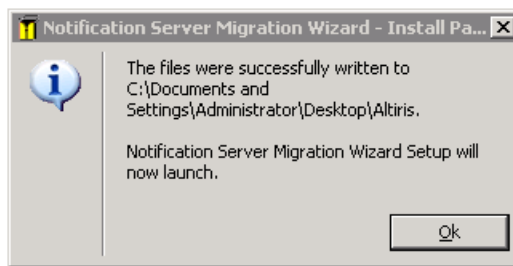 Notification Server Migration Wizard - Install Pa...
The files were successfully written to
C:\Documents and
Settings\Administrator\Desktop\Altiris.
Notification Server Migration Wizard Setup will
now launch.
Ok